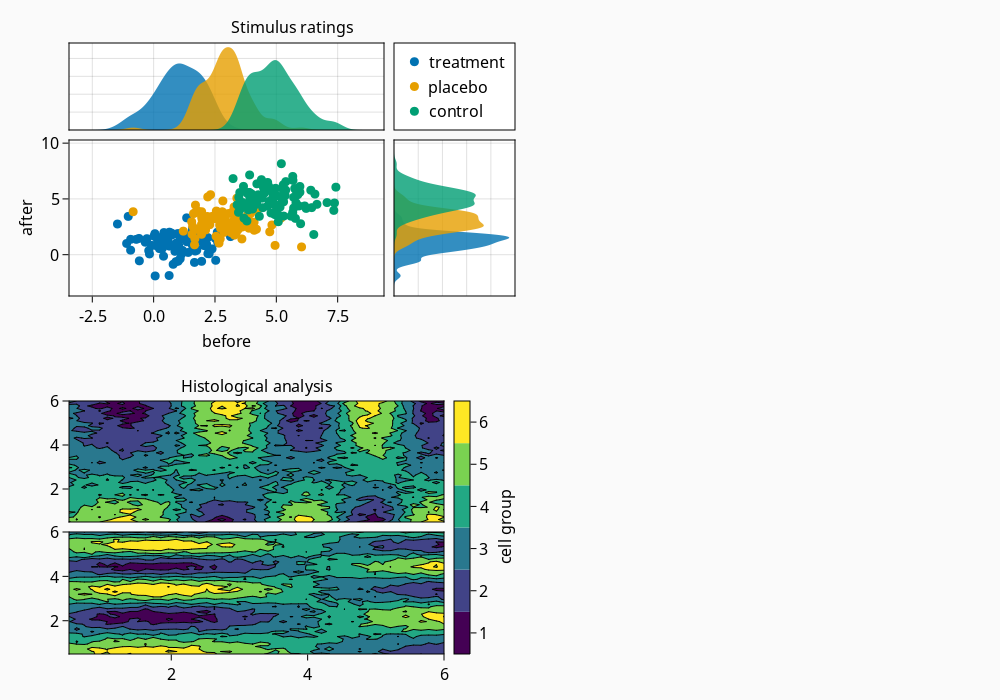 Stimulus ratings
treatment
placebo
control
10
5
0
after
-2.5 0.0 2.5 5.0 7.5
before
Histological analysis
6
4
2
6
4
2
2 4 6
6
5
4
3
2
1
cell group